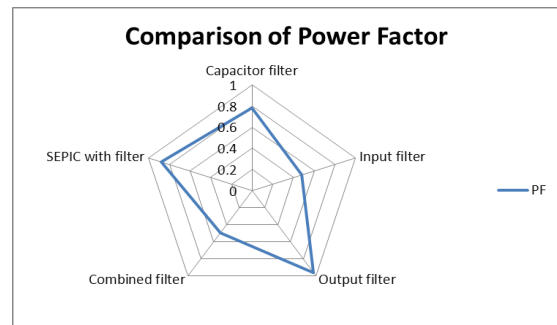 Comparison of Power Factor
Capacitor filter
1
0.8
0.6
0.4
0.2
0
SEPIC with filter
Input filter
PF
Combined filter
Output filter